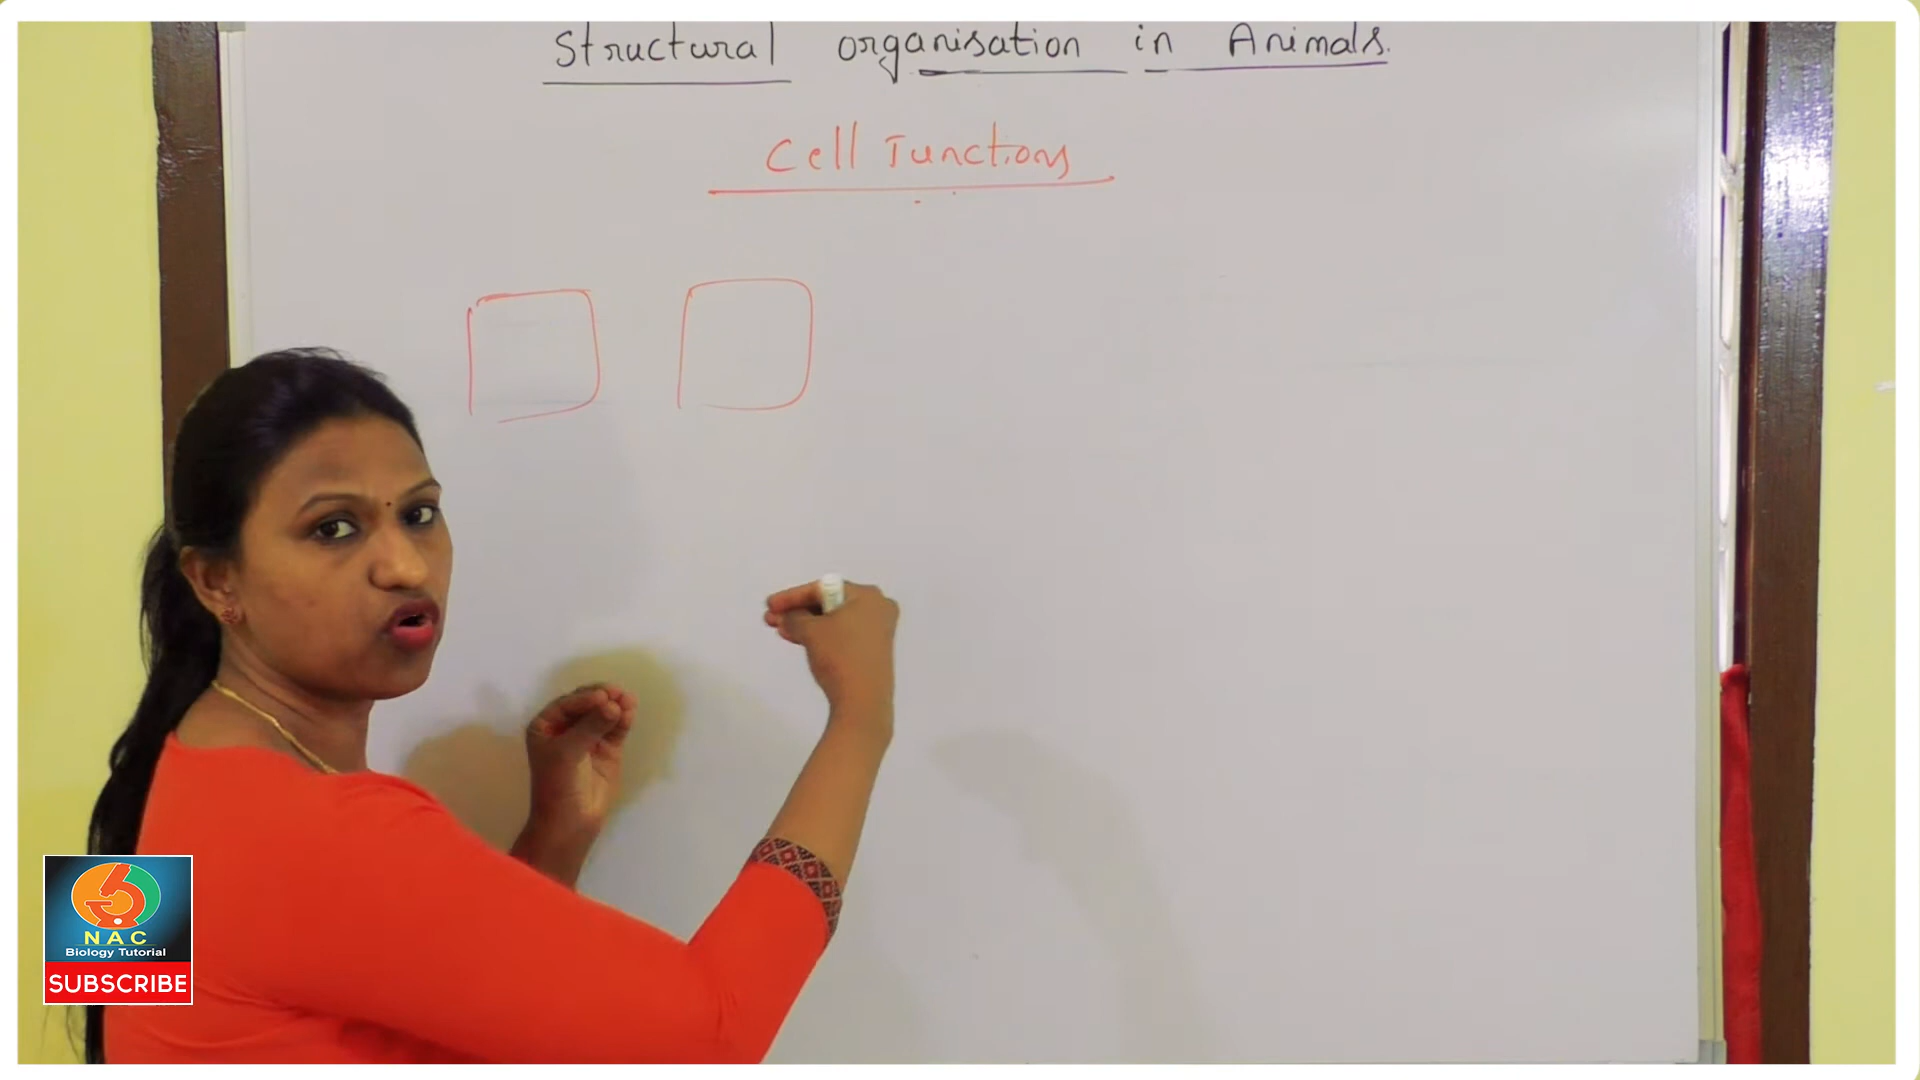 Structural organisation in Animals.
Cell Junctions
NAC
Biology Tutorial
SUBSCRIBE